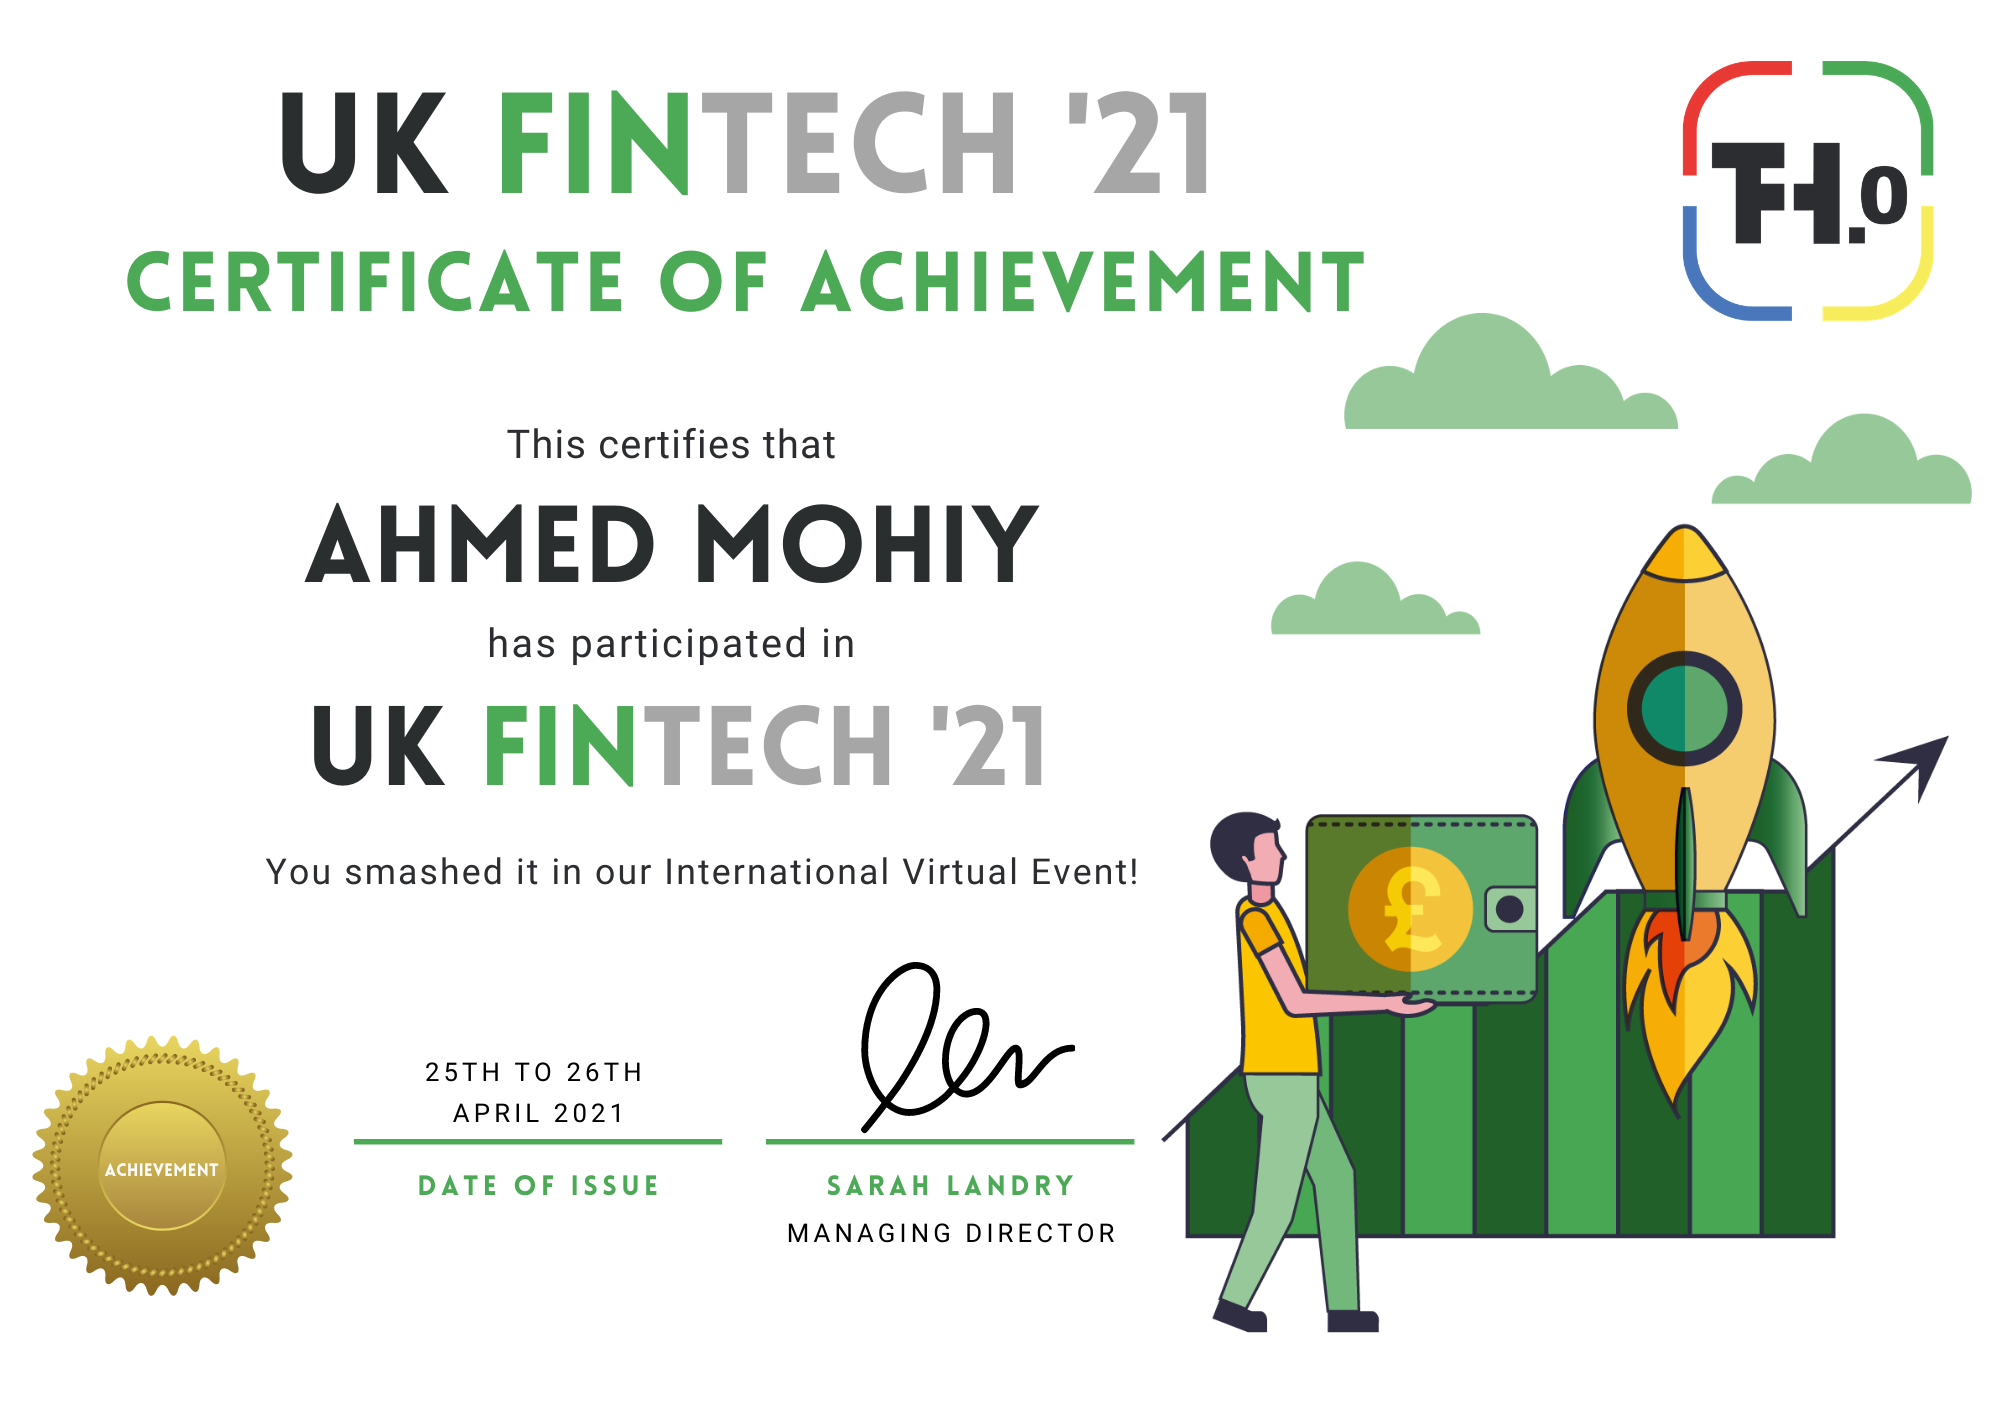 UK FINTECH '21
CERTIFICATE OF ACHIEVEMENT
TH.0
This certifies that
AHMED MOHIY
has participated in
UK FINTECH '21
You smashed it in our International Virtual Event!
£
25TH TO 26TH
APRIL 2021
DATE OF ISSUE
SARAH LANDRY
MANAGING DIRECTOR
ACHIEVEMENT